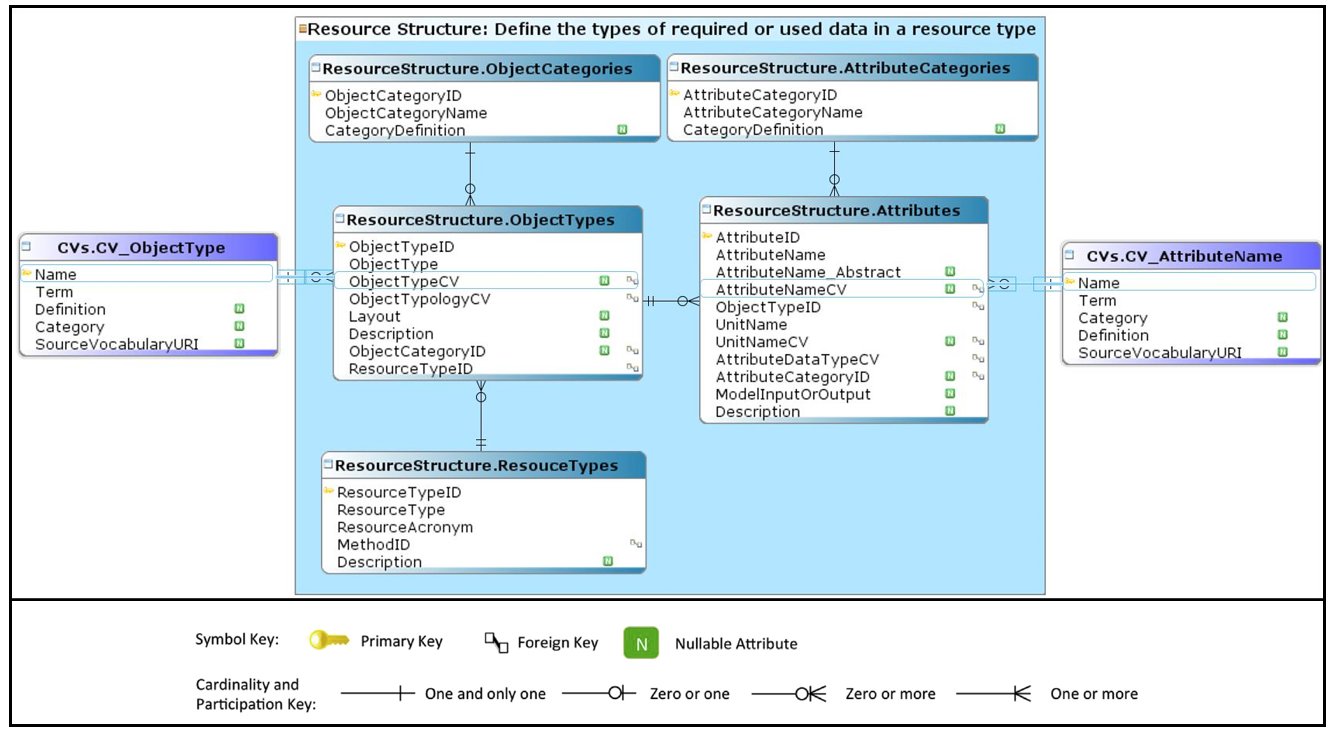 Resource Structure: Define the types of required or used data in a resource type
ResourceStructure.ObjectCategories
ObjectCategoryID
ObjectCategoryName
CategoryDefinition N
ResourceStructure.AttributeCategories
AttributeCategoryID
AttributeCategoryName
CategoryDefinition N
CVs.CV_ObjectType
Name
Term
Definition N
Category N
SourceVocabularyURI N
ResourceStructure.ObjectTypes
ObjectTypeID
ObjectType
ObjectTypeCV N
ObjectTypologyCV
Layout N
Description N
ObjectCategoryID N
ResourceTypeID
ResourceStructure.Attributes
AttributeID
AttributeName
AttributeName_Abstract N
AttributeNameCV N
ObjectTypeID
UnitName
UnitNameCV N
AttributeDataTypeCV
AttributeCategoryID N
ModelInputOrOutput N
Description N
CVs.CV_AttributeName
Name
Term
Category N
Definition N
SourceVocabularyURI N
ResourceStructure.ResouceTypes
ResourceTypeID
ResourceType
ResourceAcronym
MethodID
Description N
Symbol Key: Primary Key Foreign Key N Nullable Attribute
Cardinality and
Participation Key: One and only one Zero or one Zero or more One or more